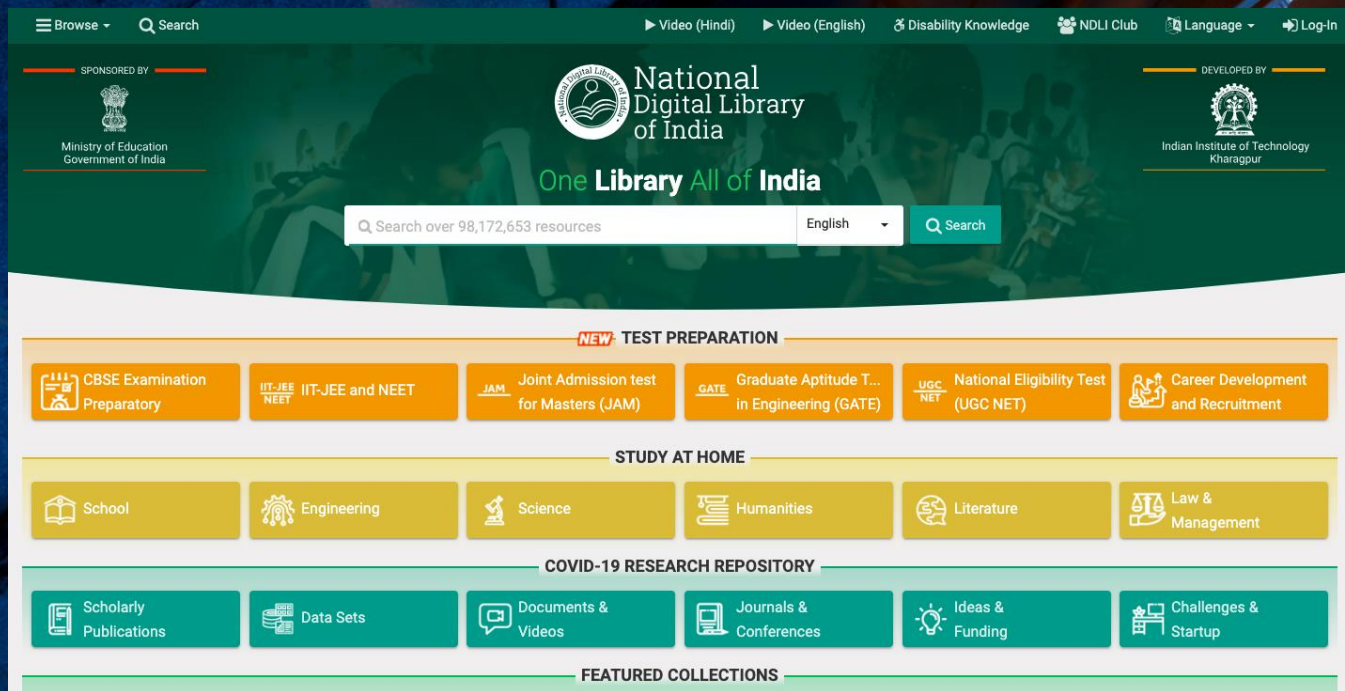 Browse
Search
Video (Hindi)
Video (English)
Disability Knowledge
NDLI Club
Language
Log-In
SPONSORED BY
Ministry of Education
Government of India
National Digital Library of India
National
Digital Library
of India
DEVELOPED BY
Indian Institute of Technology
Kharagpur
One Library All of India
Search over 98,172,653 resources
English
Search
NEW TEST PREPARATION
CBSE Examination
Preparatory
IIT-JEE
NEET
IIT-JEE and NEET
JAM
Joint Admission test
for Masters (JAM)
GATE
Graduate Aptitude T...
in Engineering (GATE)
UGC
NET
National Eligibility Test
(UGC NET)
Career Development
and Recruitment
STUDY AT HOME
School
Engineering
Science
Humanities
Literature
Law &
Management
COVID-19 RESEARCH REPOSITORY
Scholarly
Publications
Data Sets
Documents &
Videos
Journals &
Conferences
Ideas &
Funding
Challenges &
Startup
FEATURED COLLECTIONS